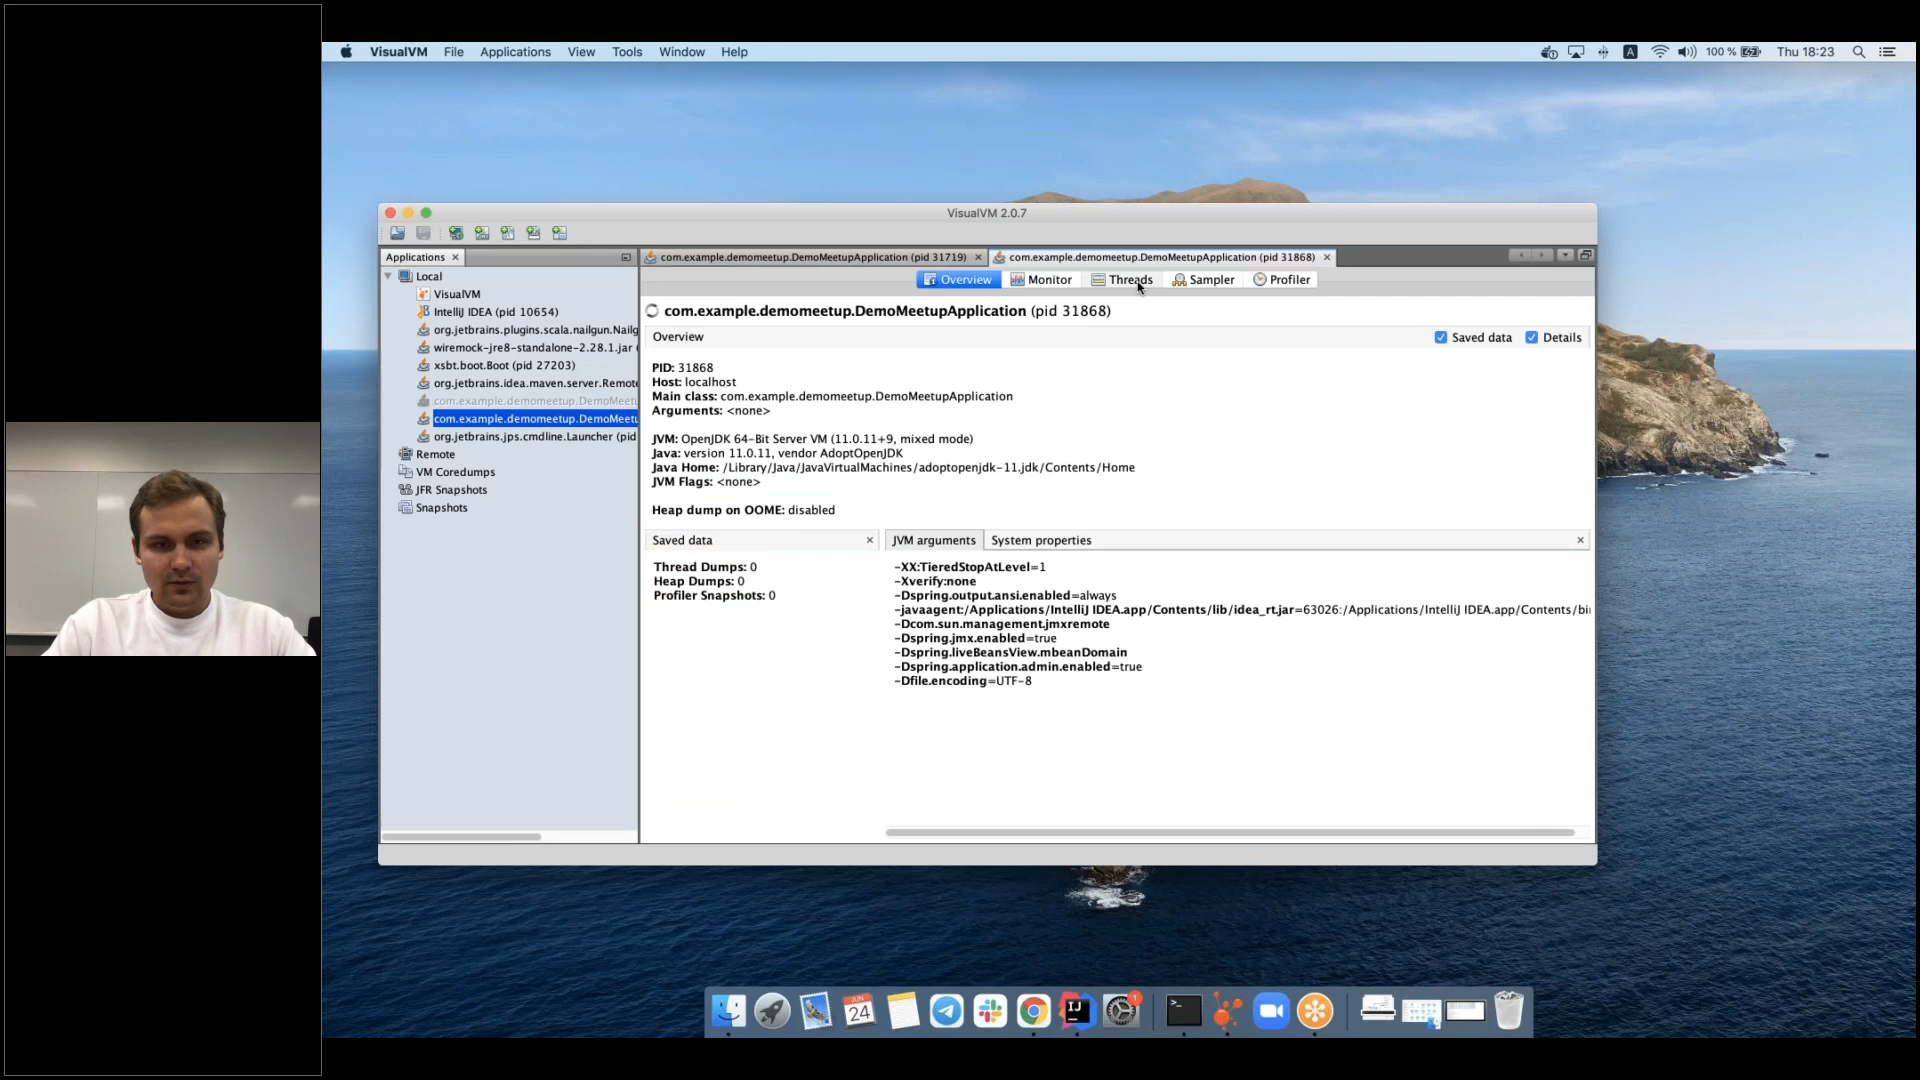 VisualVM File Applications View Tools Window Help
A 100 % Thu 18:23
VisualVM 2.0.7
Applications
com.example.demomeetup.DemoMeetupApplication (pid 31719)
com.example.demomeetup.DemoMeetupApplication (pid 31868)
Overview Monitor Threads Sampler Profiler
Local
VisualVM
IntelliJ IDEA (pid 10654)
org.jetbrains.plugins.scala.nailgun.Nailg
wiremock-jre8-standalone-2.28.1.jar (
xsbt.boot.Boot (pid 27203)
org.jetbrains.idea.maven.server.Remote
com.example.demomeetup.DemoMeetu
com.example.demomeetup.DemoMeetu
org.jetbrains.jps.cmdline.Launcher (pid
Remote
VM Coredumps
JFR Snapshots
Snapshots
com.example.demomeetup.DemoMeetupApplication (pid 31868)
Overview
Saved data Details
PID: 31868
Host: localhost
Main class: com.example.demomeetup.DemoMeetupApplication
Arguments: <none>
JVM: OpenJDK 64-Bit Server VM (11.0.11+9, mixed mode)
Java: version 11.0.11, vendor AdoptOpenJDK
Java Home: /Library/Java/JavaVirtualMachines/adoptopenjdk-11.jdk/Contents/Home
JVM Flags: <none>
Heap dump on OOME: disabled
Saved data
Thread Dumps: 0
Heap Dumps: 0
Profiler Snapshots: 0
JVM arguments System properties
-XX:TieredStopAtLevel=1
-Xverify:none
-Dspring.output.ansi.enabled=always
-javaagent:/Applications/IntelliJ IDEA.app/Contents/lib/idea_rt.jar=63026:/Applications/IntelliJ IDEA.app/Contents/bi
-Dcom.sun.management.jmxremote
-Dspring.jmx.enabled=true
-Dspring.liveBeansView.mbeanDomain
-Dspring.application.admin.enabled=true
-Dfile.encoding=UTF-8
JUN
24
IJ
1